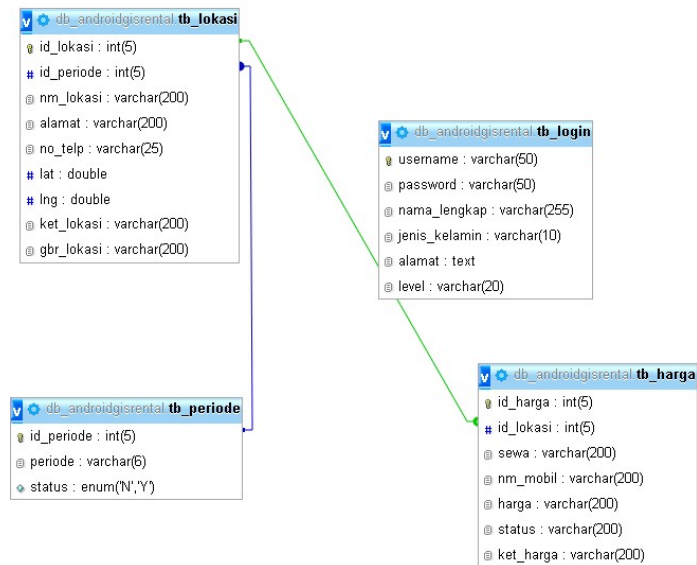 v db_androidgisrental tb_lokasi
id_lokasi : int(5)
# id_periode : int(5)
nm_lokasi : varchar(200)
alamat : varchar(200)
no_telp : varchar(25)
# lat : double
# lng : double
ket_lokasi : varchar(200)
gbr_lokasi : varchar(200)
v db_androidgisrental tb_login
username : varchar(50)
password : varchar(50)
nama_lengkap : varchar(255)
jenis_kelamin : varchar(10)
alamat : text
level : varchar(20)
v db_androidgisrental tb_periode
id_periode : int(5)
periode : varchar(6)
status : enum('N','Y')
v db_androidgisrental tb_harga
id_harga : int(5)
# id_lokasi : int(5)
sewa : varchar(200)
nm_mobil : varchar(200)
harga : varchar(200)
status : varchar(200)
ket_harga : varchar(200)